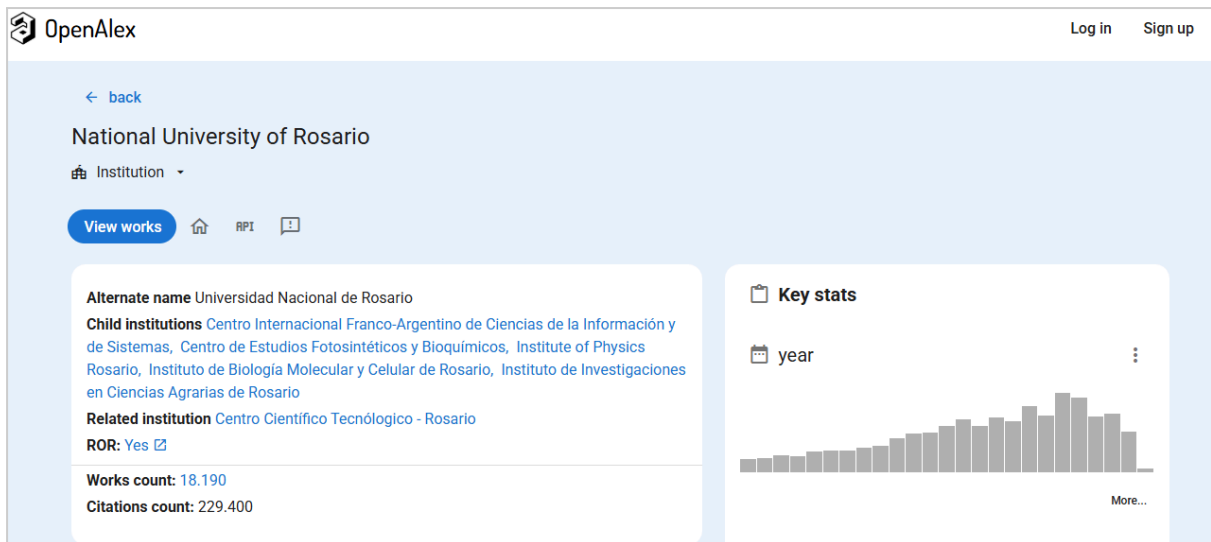 OpenAlex
Log in Sign up
← back
National University of Rosario
Institution
View works API
Alternate name Universidad Nacional de Rosario
Child institutions Centro Internacional Franco-Argentino de Ciencias de la Información y
de Sistemas, Centro de Estudios Fotosintéticos y Bioquímicos, Institute of Physics
Rosario, Instituto de Biología Molecular y Celular de Rosario, Instituto de Investigaciones
en Ciencias Agrarias de Rosario
Related institution Centro Científico Tecnólogico - Rosario
ROR: Yes
Works count: 18.190
Citations count: 229.400
Key stats
year
More...